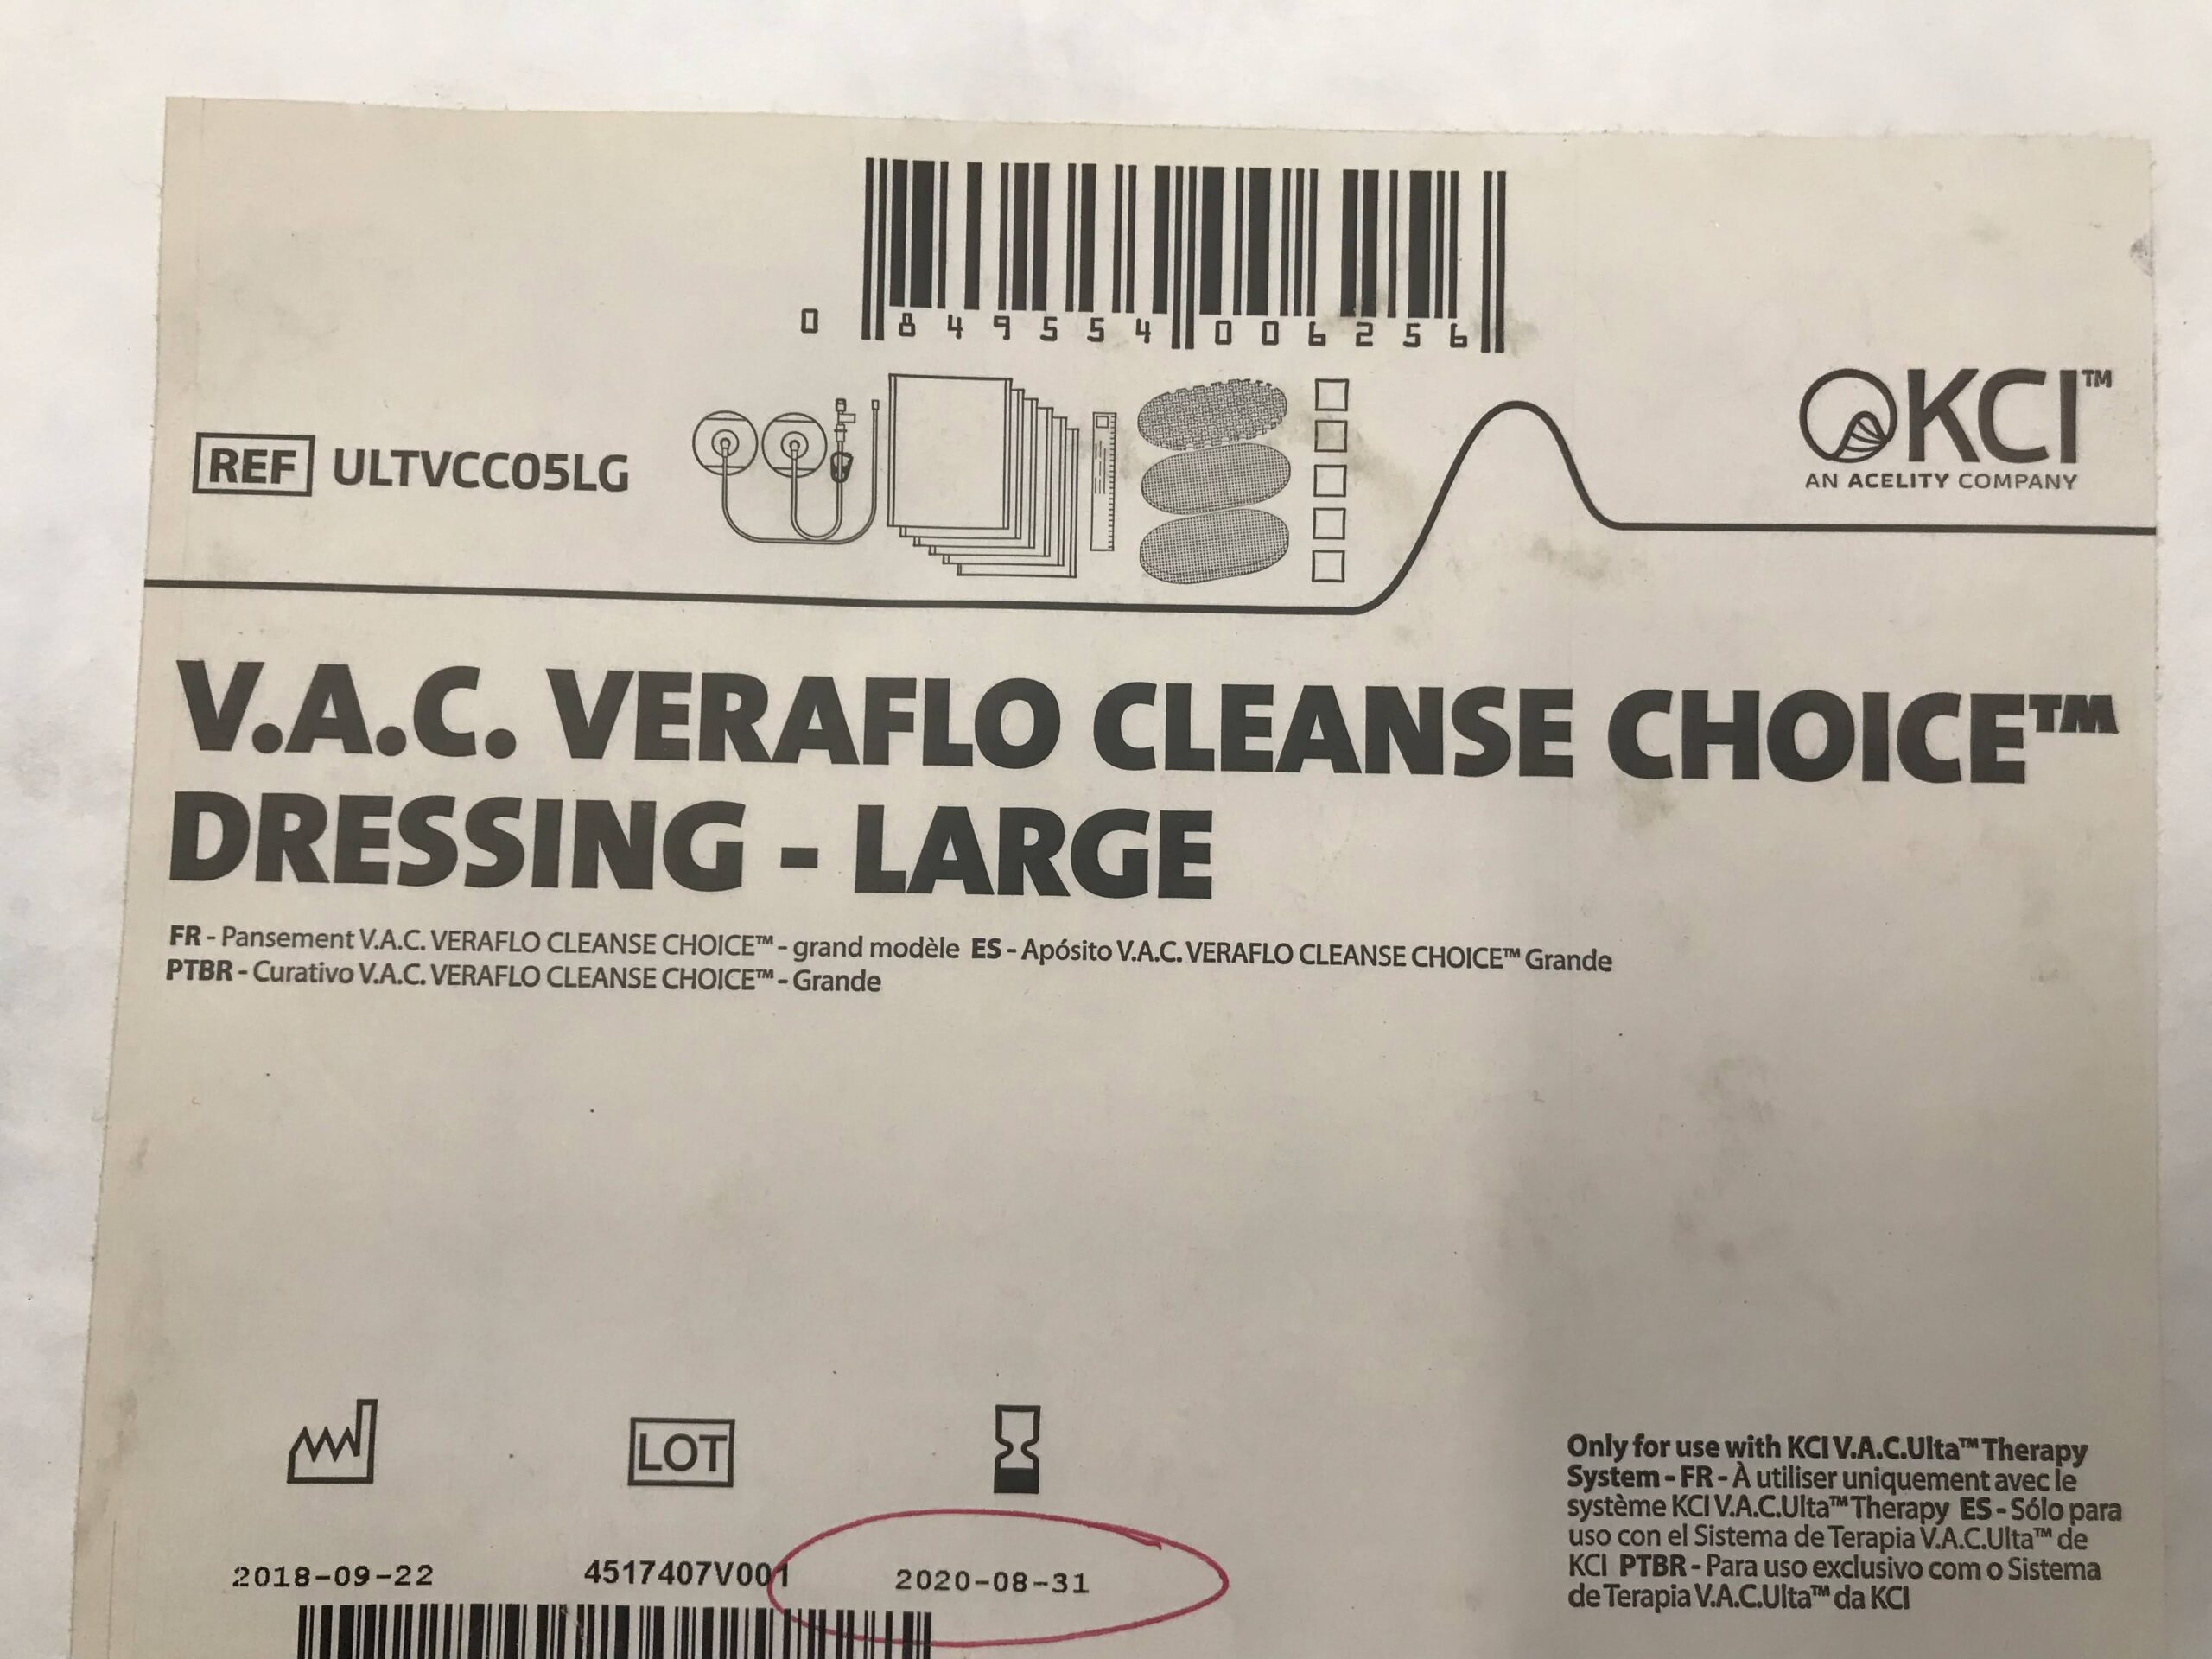 0 849554 006256
REF ULTVCC05LG
KCI™
AN ACELITY COMPANY
V.A.C. VERAFLO CLEANSE CHOICE™
DRESSING - LARGE
FR - Pansement V.A.C. VERAFLO CLEANSE CHOICE™ - grand modèle ES - Apósito V.A.C. VERAFLO CLEANSE CHOICE™ Grande
PTBR - Curativo V.A.C. VERAFLO CLEANSE CHOICE™ - Grande
LOT
2018-09-22 4517407V001 2020-08-31
Only for use with KCI V.A.C.Ulta™ Therapy
System - FR - À utiliser uniquement avec le
système KCI V.A.C.Ulta™ Therapy ES - Sólo para
uso con el Sistema de Terapia V.A.C.Ulta™ de
KCI PTBR - Para uso exclusivo com o Sistema
de Terapia V.A.C.Ulta™ da KCI